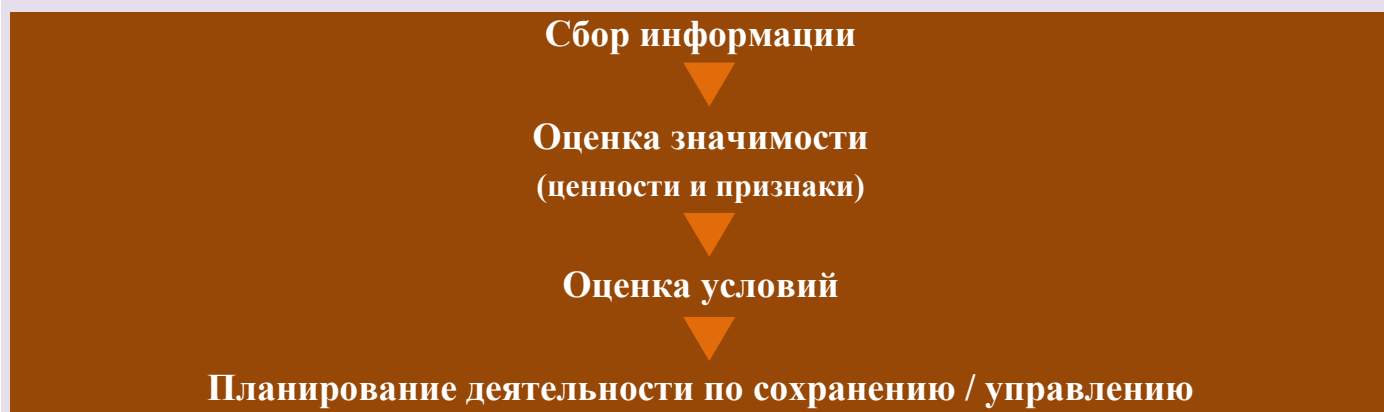 Сбор информации
Оценка значимости
(ценности и признаки)
Оценка условий
Планирование деятельности по сохранению / управлению